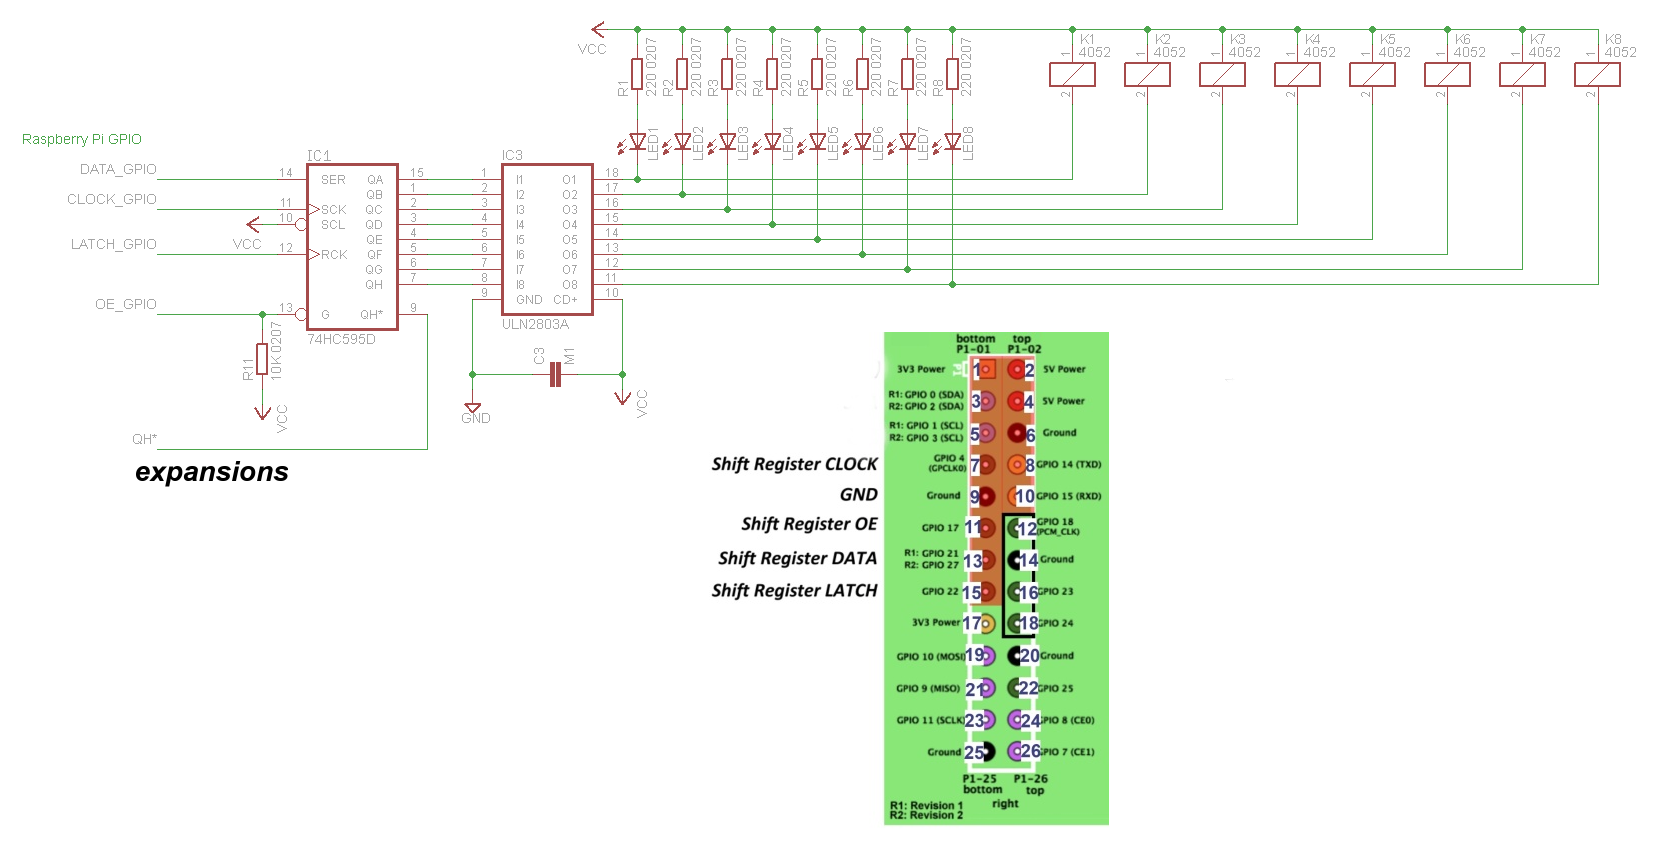 VCC
R1 220 0207
R2 220 0207
R3 220 0207
R4 220 0207
R5 220 0207
R6 220 0207
R7 220 0207
R8 220 0207
K1 4052 1 2
K2 4052 1 2
K3 4052 1 2
K4 4052 1 2
K5 4052 1 2
K6 4052 1 2
K7 4052 1 2
K8 4052 1 2
LED1 LED2 LED3 LED4 LED5 LED6 LED7 LED8
Raspberry Pi GPIO
IC1
IC3
DATA_GPIO 14 SER QA 15 1 I1 O1 18
QB 1 2 I2 O2 17
CLOCK_GPIO 11 SCK QC 2 3 I3 O3 16
10 SCL QD 3 4 I4 O4 15
VCC
QE 4 5 I5 O5 14
LATCH_GPIO 12 RCK QF 5 6 I6 O6 13
QG 6 7 I7 O7 12
QH 7 8 I8 O8 11
9 GND CD+ 10
OE_GPIO 13 G QH* 9
74HC595D
ULN2803A
R11 10K 0207
VCC
C3 M1
GND
VCC
QH*
expansions
bottom top
P1-01 P1-02
3V3 Power 1 2 5V Power
P1
R1: GPIO 0 (SDA)
R2: GPIO 2 (SDA) 3 4 5V Power
R1: GPIO 1 (SCL)
R2: GPIO 3 (SCL) 5 6 Ground
Shift Register CLOCK GPIO 4 (GPCLK0) 7 8 GPIO 14 (TXD)
GND Ground 9 10 GPIO 15 (RXD)
Shift Register OE GPIO 17 11 12 GPIO 18 (PCM_CLK)
Shift Register DATA R1: GPIO 21 R2: GPIO 27 13 14 Ground
Shift Register LATCH GPIO 22 15 16 GPIO 23
3V3 Power 17 18 GPIO 24
GPIO 10 (MOSI) 19 20 Ground
GPIO 9 (MISO) 21 22 GPIO 25
GPIO 11 (SCLK) 23 24 GPIO 8 (CE0)
Ground 25 26 GPIO 7 (CE1)
P1-25 P1-26
bottom top
right
R1: Revision 1
R2: Revision 2